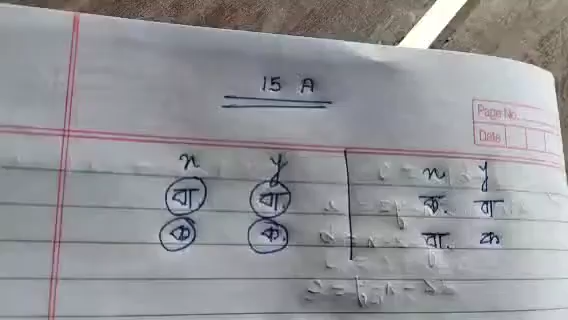 15 A
Page No.
Date
x y x y
বা বা. ক. বা
ক ক. বা. ক